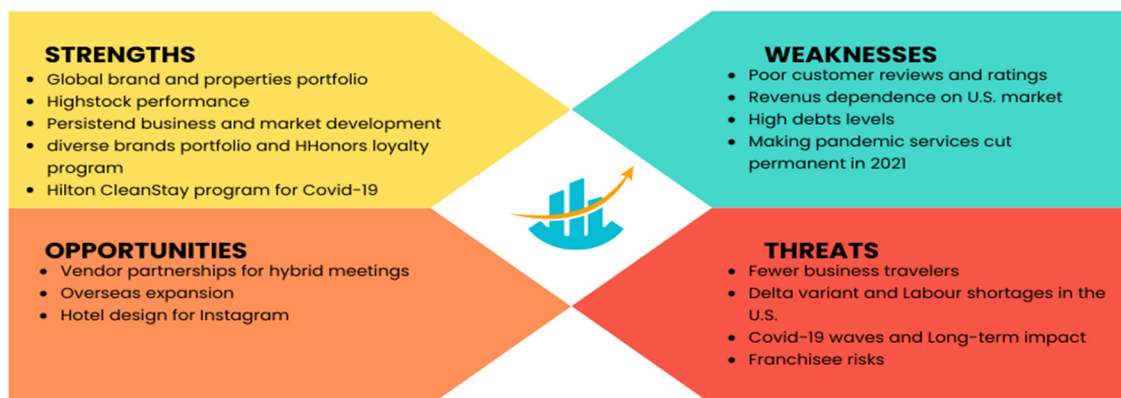 STRENGTHS
Global brand and properties portfolio
Highstock performance
Persistend business and market development
diverse brands portfolio and HHonors loyalty
program
Hilton CleanStay program for Covid-19
WEAKNESSES
Poor customer reviews and ratings
Revenus dependence on U.S. market
High debts levels
Making pandemic services cut
permanent in 2021
OPPORTUNITIES
Vendor partnerships for hybrid meetings
Overseas expansion
Hotel design for Instagram
THREATS
Fewer business travelers
Delta variant and Labour shortages in the
U.S.
Covid-19 waves and Long-term impact
Franchisee risks